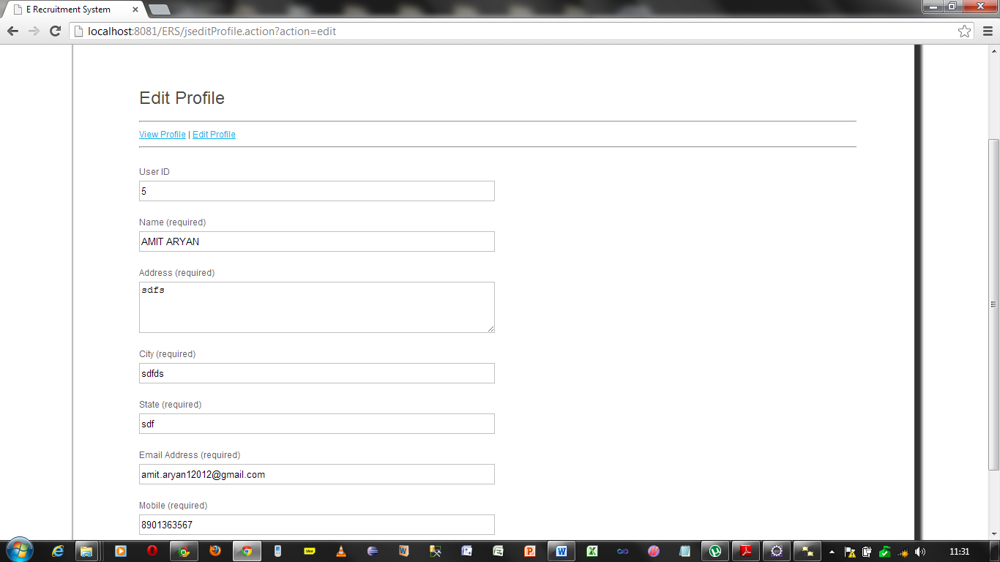 E Recruitment System
localhost:8081/ERS/jseditProfile.action?action=edit
Edit Profile
View Profile | Edit Profile
User ID
5
Name (required)
AMIT ARYAN
Address (required)
sdfs
City (required)
sdfds
State (required)
sdf
Email Address (required)
amit.aryan12012@gmail.com
Mobile (required)
8901363567
11:31